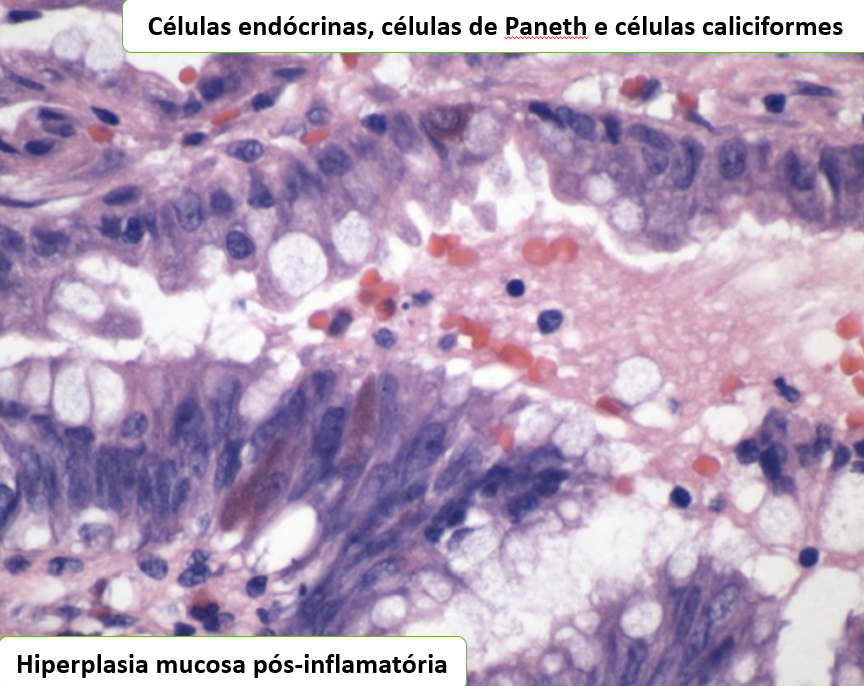 Células endócrinas, células de Paneth e células caliciformes
Hiperplasia mucosa pós-inflamatória